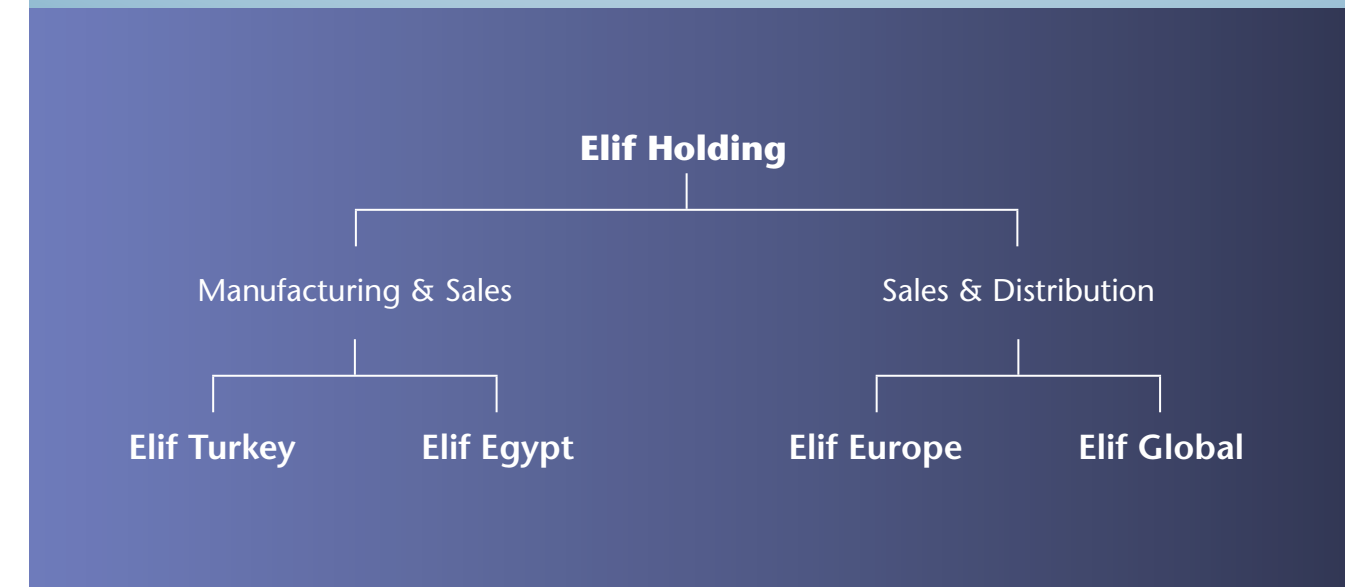 Elif Holding
Manufacturing & Sales
Sales & Distribution
Elif Turkey
Elif Egypt
Elif Europe
Elif Global